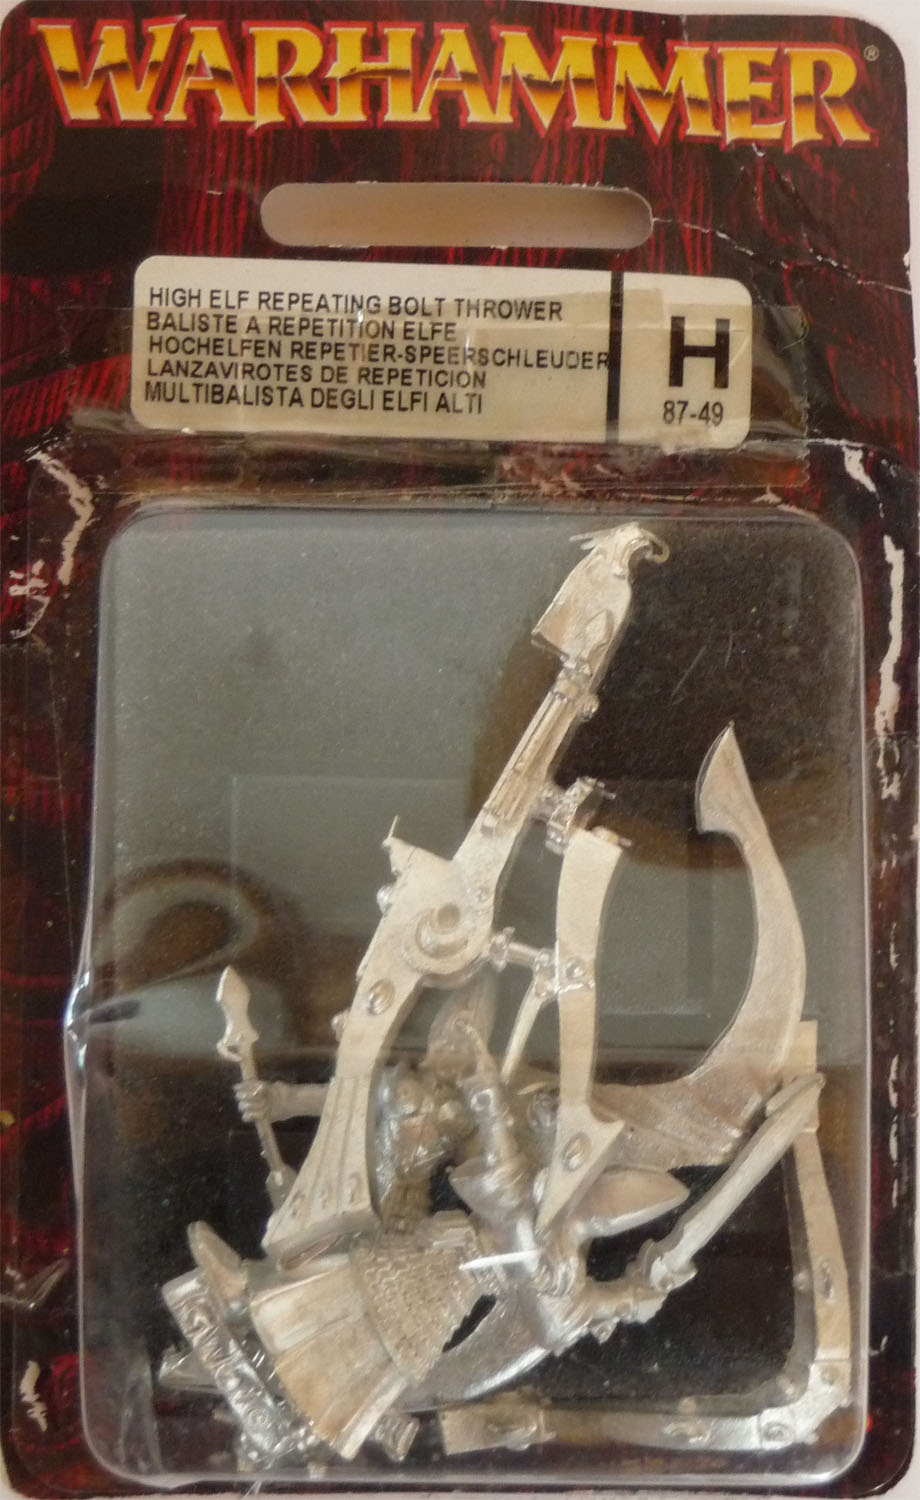 WARHAMMER®
HIGH ELF REPEATING BOLT THROWER
BALISTE A REPETITION ELFE
HOCHELFEN REPETIER-SPEERSCHLEUDER
LANZAVIROTES DE REPETICION
MULTIBALISTA DEGLI ELFI ALTI
H
87-49